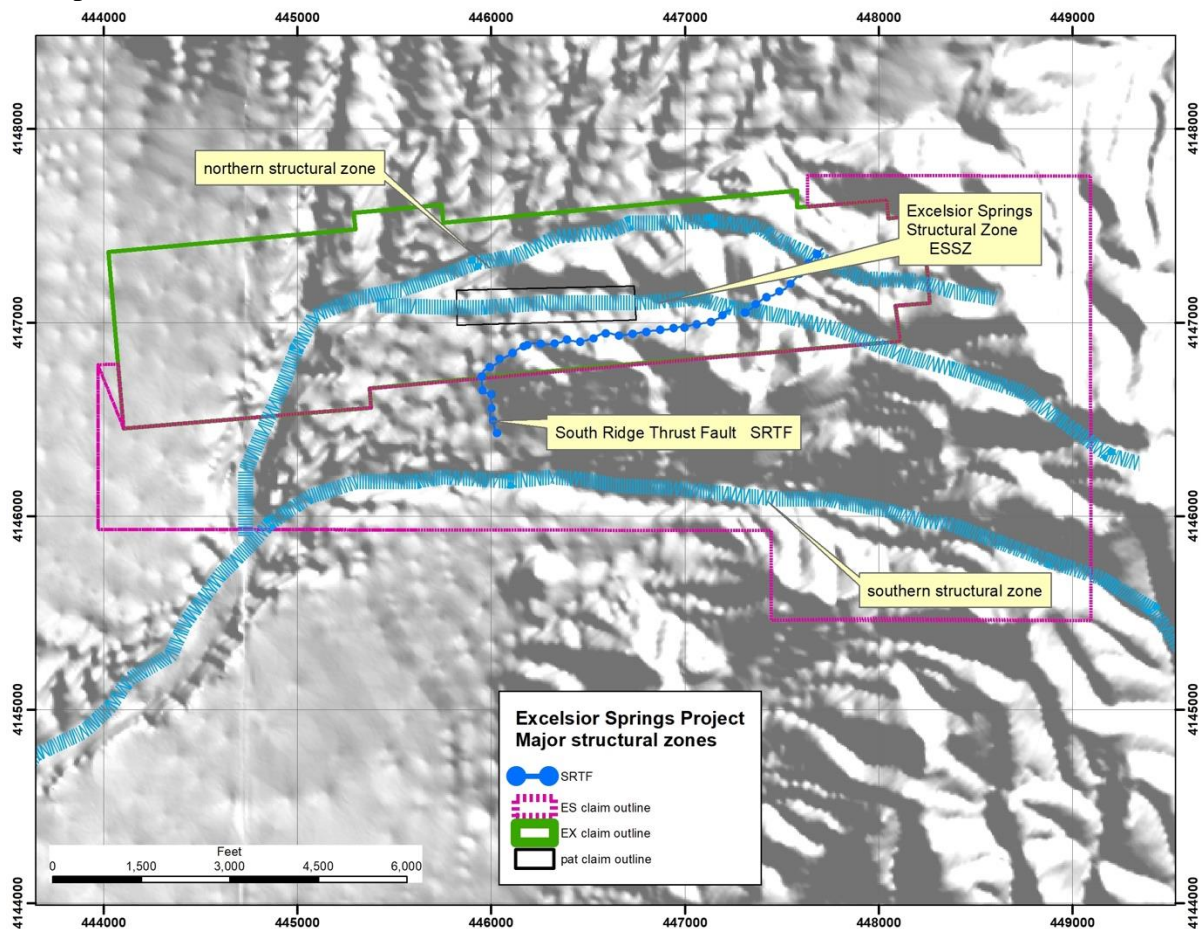 444000 445000 446000 447000 448000 449000
4148000 4148000
northern structural zone
Excelsior Springs
Structural Zone
ESSZ
4147000 4147000
South Ridge Thrust Fault SRTF
4146000 4146000
southern structural zone
4145000 4145000
Excelsior Springs Project
Major structural zones
SRTF
ES claim outline
EX claim outline
pat claim outline
Feet
0 1,500 3,000 4,500 6,000
4144000 4144000
444000 445000 446000 447000 448000 449000